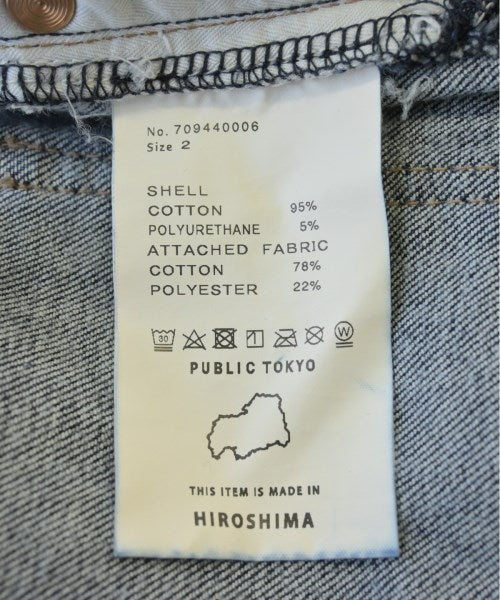 No. 709440006
Size 2
SHELL
COTTON 95%
POLYURETHANE 5%
ATTACHED FABRIC
COTTON 78%
POLYESTER 22%
30 W
PUBLIC TOKYO
THIS ITEM IS MADE IN
HIROSHIMA